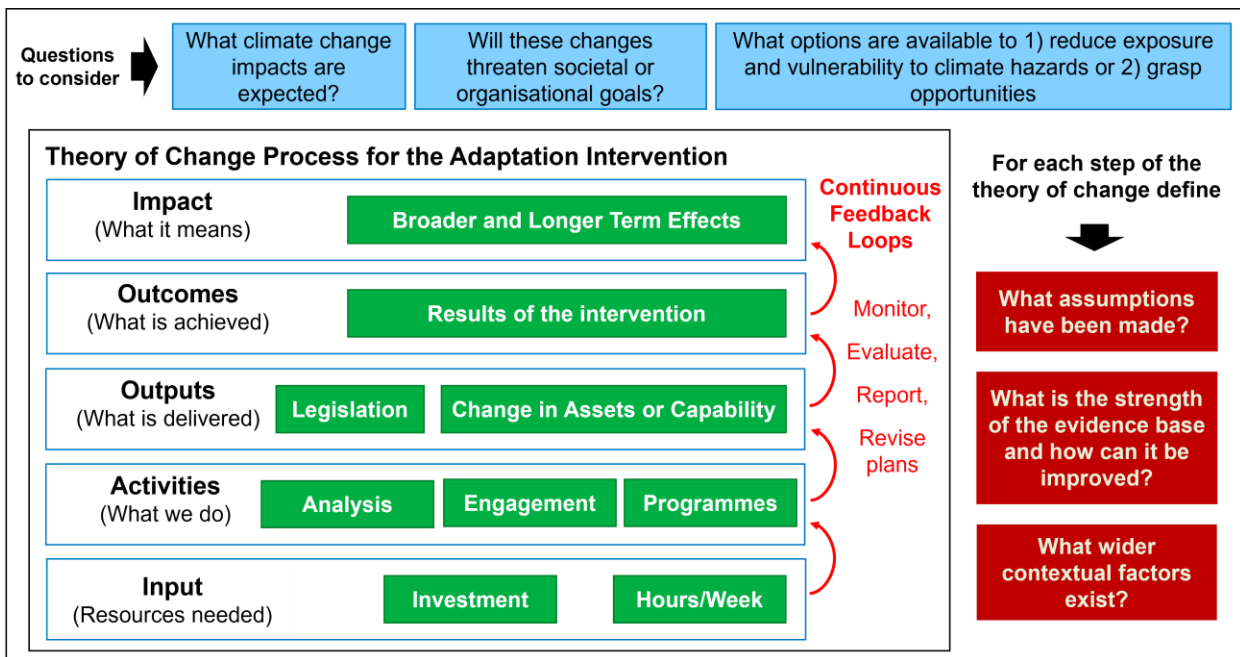 Questions
to consider
What climate change
impacts are
expected?
Will these changes
threaten societal or
organisational goals?
What options are available to 1) reduce exposure
and vulnerability to climate hazards or 2) grasp
opportunities
Theory of Change Process for the Adaptation Intervention
Impact
(What it means)
Broader and Longer Term Effects
Outcomes
(What is achieved)
Results of the intervention
Outputs
(What is delivered)
Legislation
Change in Assets or Capability
Activities
(What we do)
Analysis
Engagement
Programmes
Input
(Resources needed)
Investment
Hours/Week
Continuous
Feedback
Loops
Monitor,
Evaluate,
Report,
Revise
plans
For each step of the
theory of change define
What assumptions
have been made?
What is the strength
of the evidence base
and how can it be
improved?
What wider
contextual factors
exist?